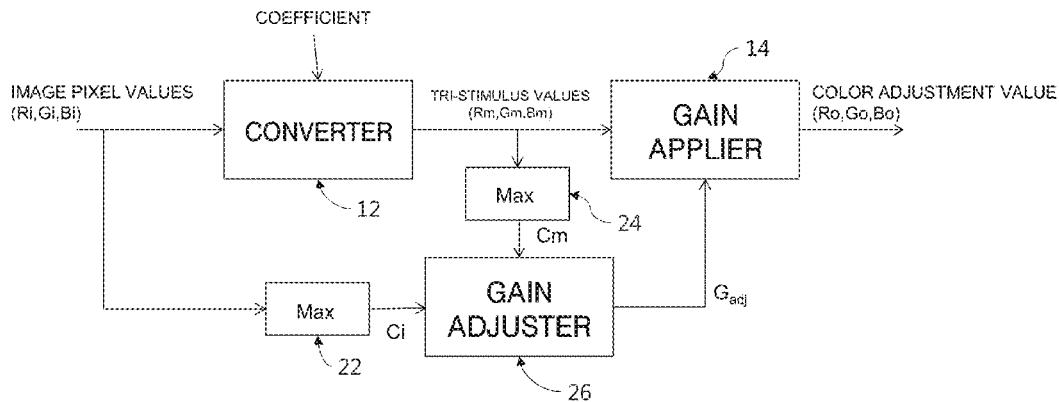 COEFFICIENT
14
IMAGE PIXEL VALUES
(Ri,Gi,Bi)
CONVERTER
TRI-STIMULUS VALUES
(Rm,Gm,Bm)
GAIN
APPLIER
COLOR ADJUSTMENT VALUE
(Ro,Go,Bo)
12
Max
24
Cm
Max
Ci
GAIN
ADJUSTER
Gadj
22
26